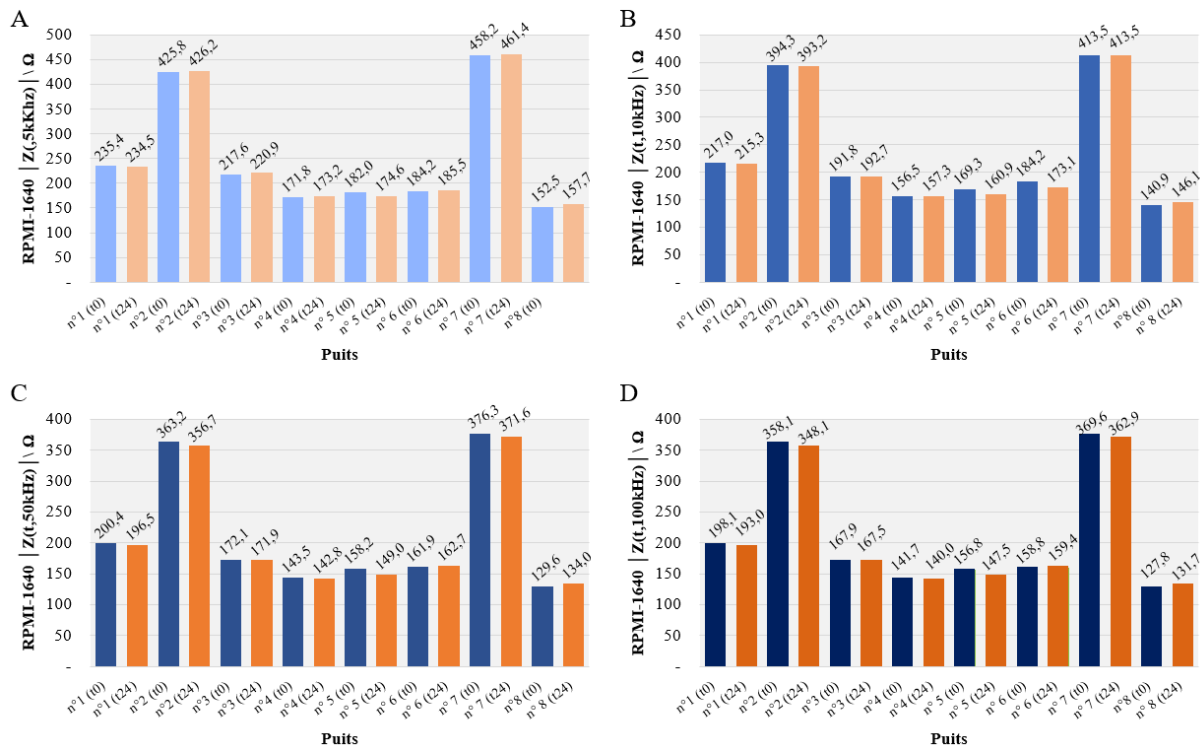 A
RPMI-1640 | Z(,5kKhz) | \ Ω
500
450
400
350
300
250
200
150
100
50
-
235,4
234,5
425,8
426,2
217,6
220,9
171,8
173,2
182,0
174,6
184,2
185,5
458,2
461,4
152,5
157,7
n°1 (t0)
n°1 (t24)
n°2 (t0)
n°2 (t24)
n°3 (t0)
n°3 (t24)
n°4 (t0)
n°4 (t24)
n° 5 (t0)
n° 5 (t24)
n° 6 (t0)
n° 6 (t24)
n° 7 (t0)
n° 7 (t24)
n°8 (t0)
Puits
B
RPMI-1640 | Z(t,10kHz) | \ Ω
450
400
350
300
250
200
150
100
50
-
217,0
215,3
394,3
393,2
191,8
192,7
156,5
157,3
169,3
160,9
184,2
173,1
413,5
413,5
140,9
146,1
n°1 (t0)
n°1 (t24)
n°2 (t0)
n°2 (t24)
n°3 (t0)
n°3 (t24)
n°4 (t0)
n°4 (t24)
n° 5 (t0)
n° 5 (t24)
n° 6 (t0)
n° 6 (t24)
n° 7 (t0)
n° 7 (t24)
n°8 (t0)
n° 8 (t24)
Puits
C
RPMI-1640 | Z(t,50kHz) | \ Ω
400
350
300
250
200
150
100
50
-
200,4
196,5
363,2
356,7
172,1
171,9
143,5
142,8
158,2
149,0
161,9
162,7
376,3
371,6
129,6
134,0
n°1 (t0)
n°1 (t24)
n°2 (t0)
n°2 (t24)
n°3 (t0)
n°3 (t24)
n°4 (t0)
n°4 (t24)
n° 5 (t0)
n° 5 (t24)
n° 6 (t0)
n° 6 (t24)
n° 7 (t0)
n° 7 (t24)
n°8 (t0)
n° 8 (t24)
Puits
D
RPMI-1640 | Z(t,100kHz) | \ Ω
400
350
300
250
200
150
100
50
-
198,1
193,0
358,1
348,1
167,9
167,5
141,7
140,0
156,8
147,5
158,8
159,4
369,6
362,9
127,8
131,7
n°1 (t0)
n°1 (t24)
n°2 (t0)
n°2 (t24)
n°3 (t0)
n°3 (t24)
n°4 (t0)
n°4 (t24)
n° 5 (t0)
n° 5 (t24)
n° 6 (t0)
n° 6 (t24)
n° 7 (t0)
n° 7 (t24)
n°8 (t0)
n° 8 (t24)
Puits